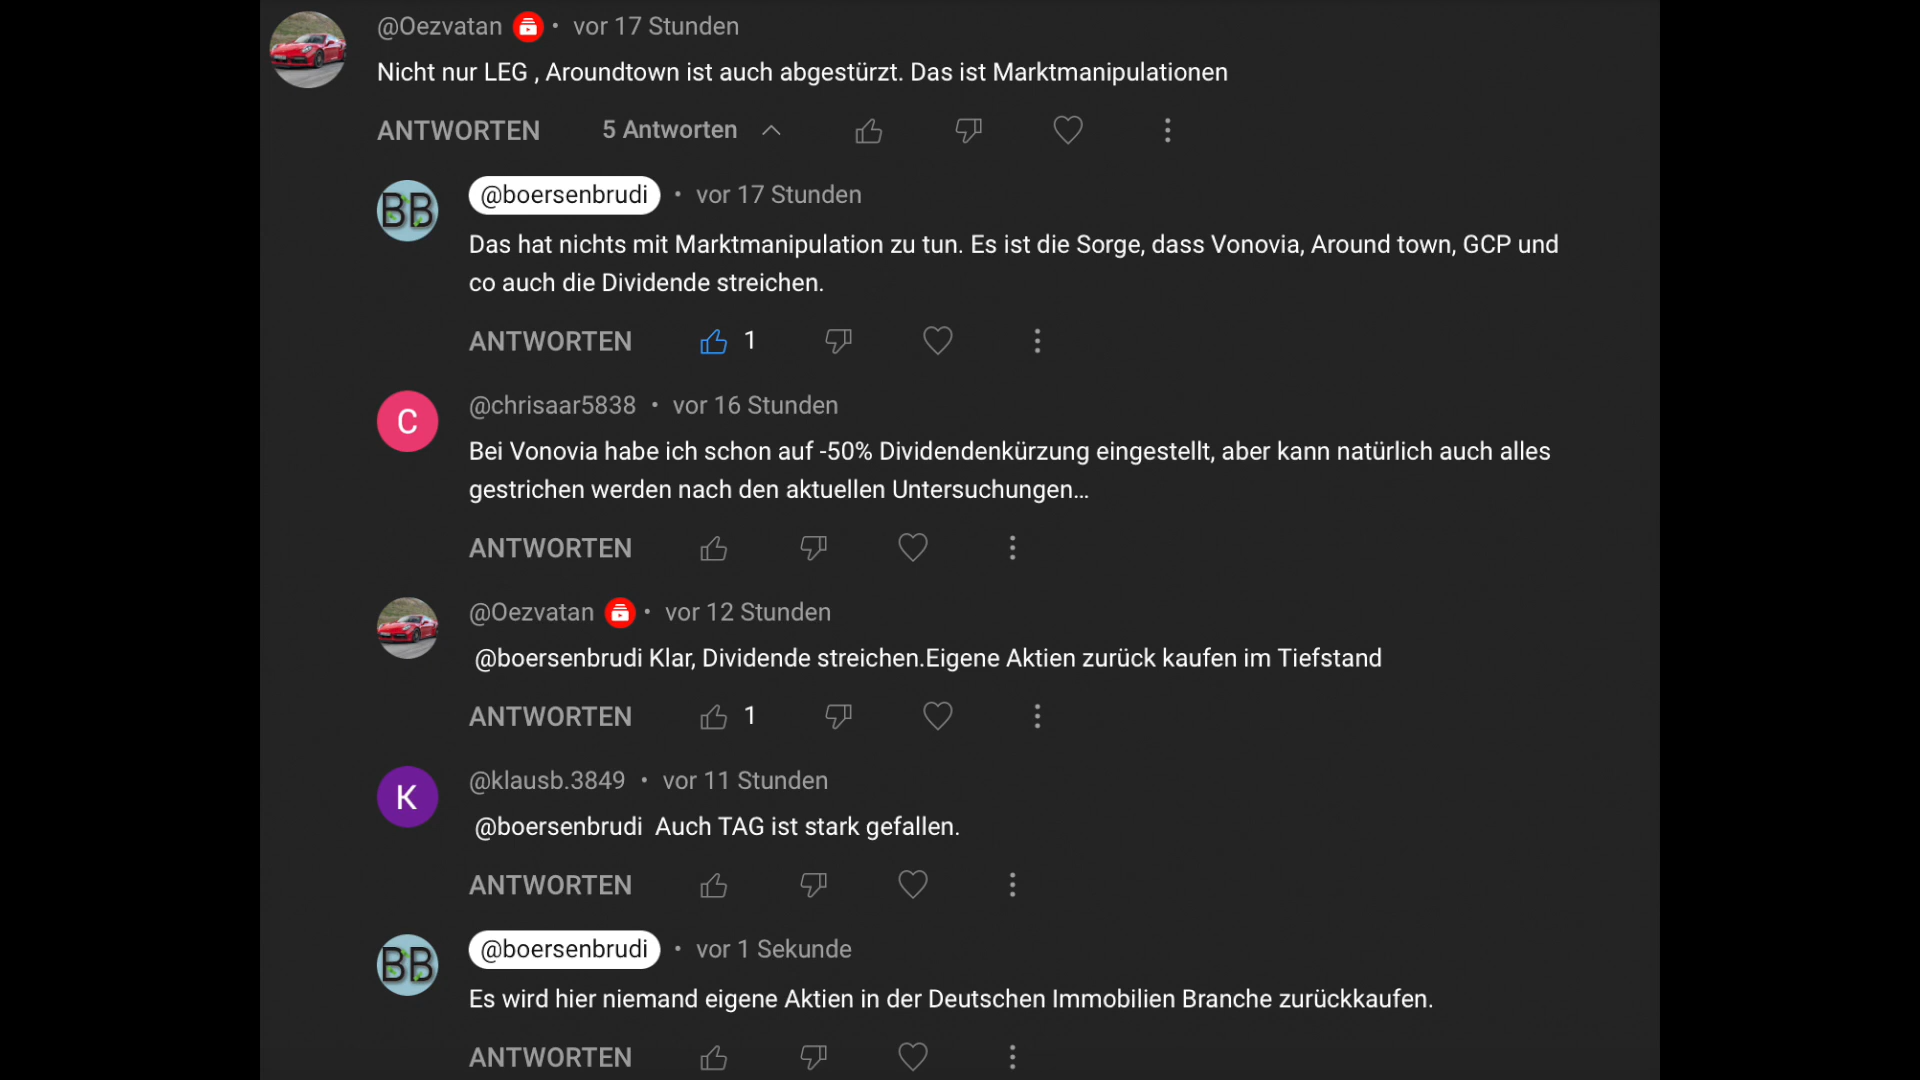 @Oezvatan • vor 17 Stunden
Nicht nur LEG , Aroundtown ist auch abgestürzt. Das ist Marktmanipulationen
ANTWORTEN 5 Antworten
BB @boersenbrudi • vor 17 Stunden
Das hat nichts mit Marktmanipulation zu tun. Es ist die Sorge, dass Vonovia, Around town, GCP und
co auch die Dividende streichen.
ANTWORTEN 1
C @chrisaar5838 • vor 16 Stunden
Bei Vonovia habe ich schon auf -50% Dividendenkürzung eingestellt, aber kann natürlich auch alles
gestrichen werden nach den aktuellen Untersuchungen...
ANTWORTEN
@Oezvatan • vor 12 Stunden
@boersenbrudi Klar, Dividende streichen.Eigene Aktien zurück kaufen im Tiefstand
ANTWORTEN 1
K @klausb.3849 • vor 11 Stunden
@boersenbrudi Auch TAG ist stark gefallen.
ANTWORTEN
BB @boersenbrudi • vor 1 Sekunde
Es wird hier niemand eigene Aktien in der Deutschen Immobilien Branche zurückkaufen.
ANTWORTEN